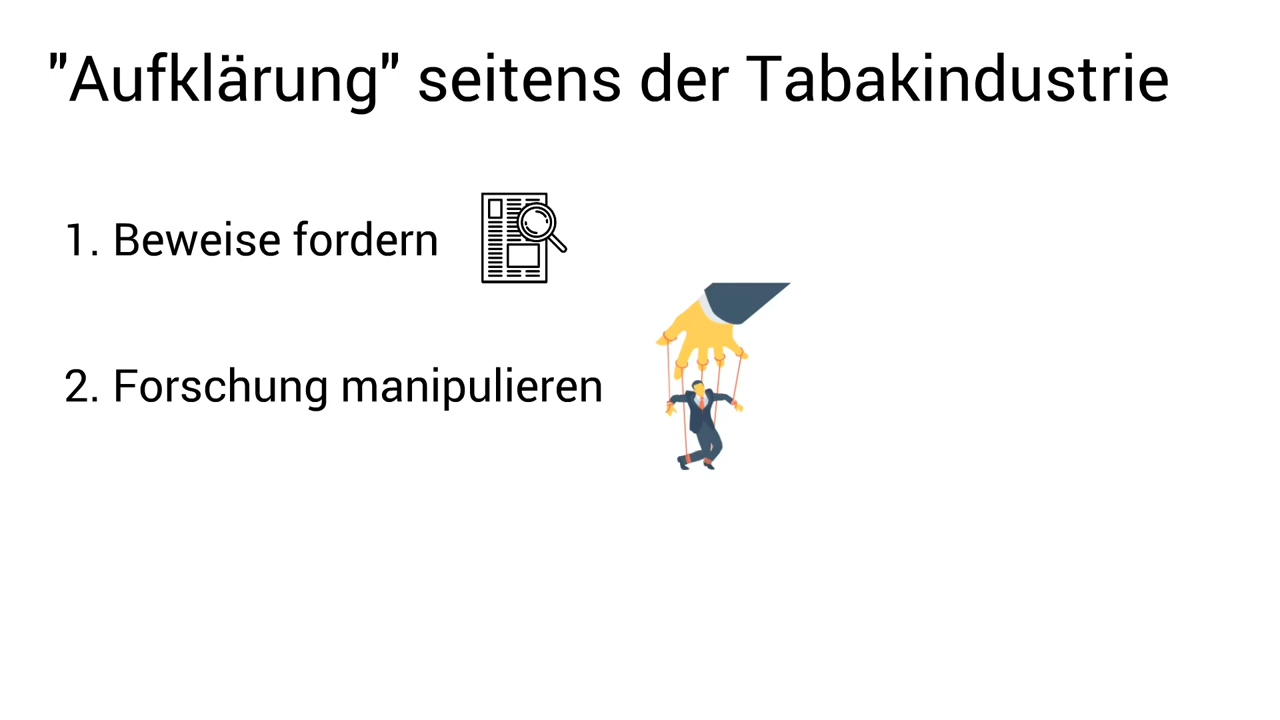 "Aufklärung" seitens der Tabakindustrie
1. Beweise fordern
2. Forschung manipulieren